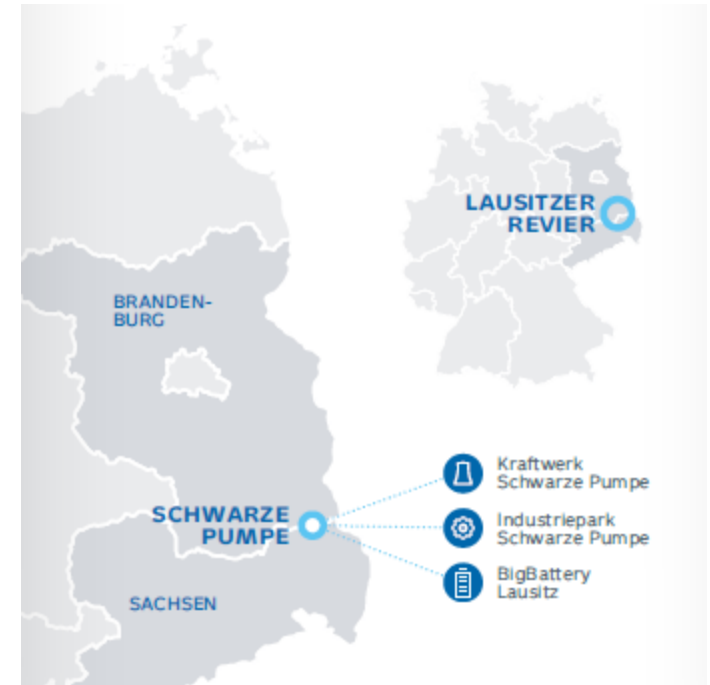 LAUSITZER
REVIER
BRANDEN-
BURG
Kraftwerk
Schwarze Pumpe
SCHWARZE
PUMPE
Industriepark
Schwarze Pumpe
BigBattery
Lausitz
SACHSEN